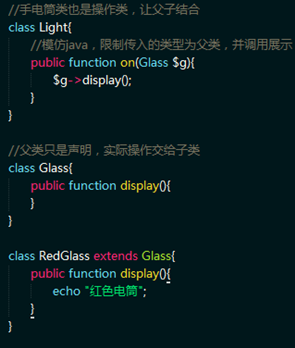 //手电筒类也是操作类，让父子结合
class Light{
//模仿java，限制传入的类型为父类，并调用展示
public function on(Glass $g){
$g->display();
}
}
//父类只是声明，实际操作交给子类
class Glass{
public function display(){
}
}
class RedGlass extends Glass{
public function display(){
echo "红色电筒";
}
}